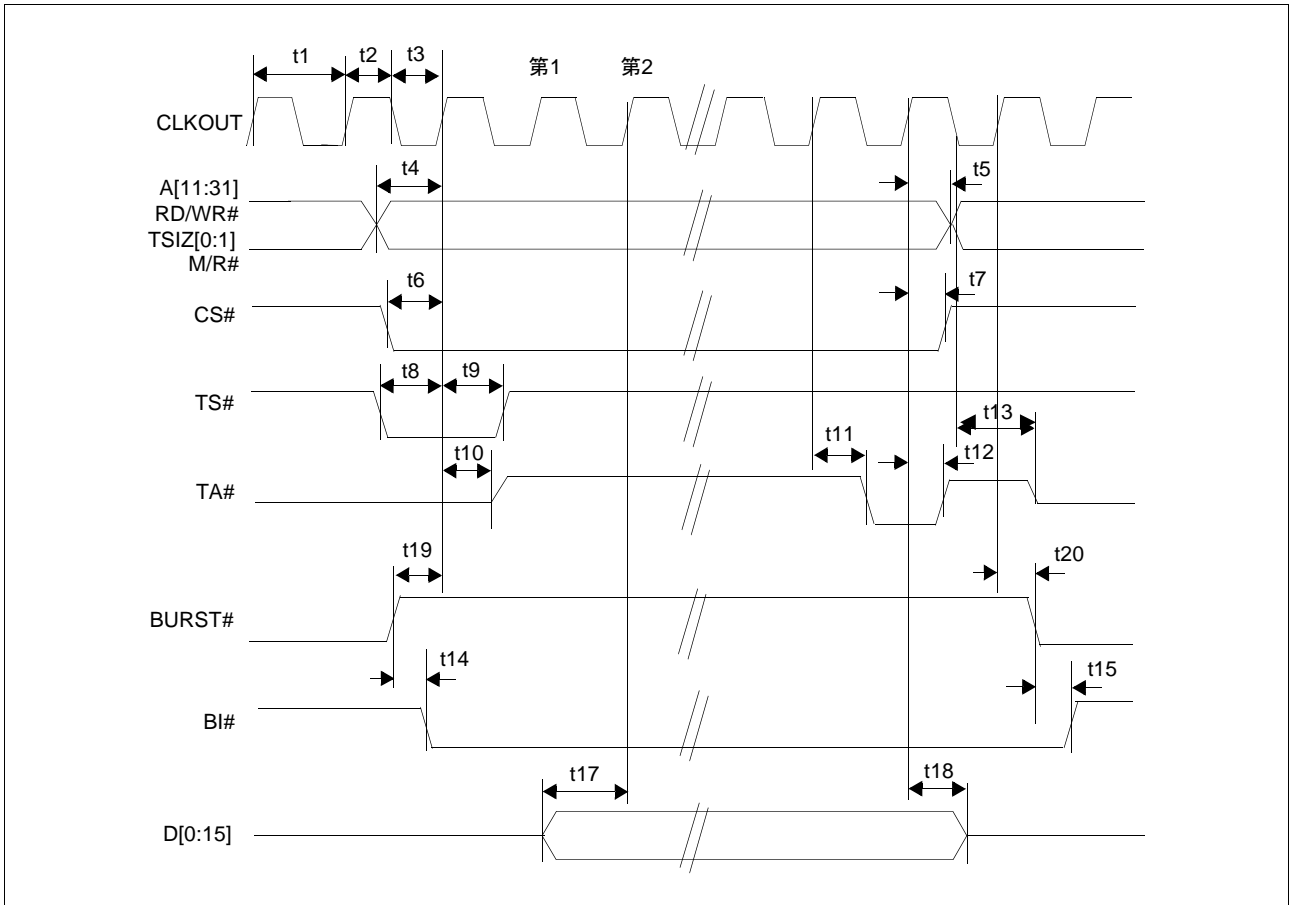 t1 t2 t3 第1 第2
CLKOUT
t4 t5
A[11:31]
RD/WR#
TSIZ[0:1]
M/R#
t6 t7
CS#
t8 t9
TS#
t13
t10 t11 t12
TA#
t19 t20
BURST#
t14 t15
BI#
t17 t18
D[0:15]